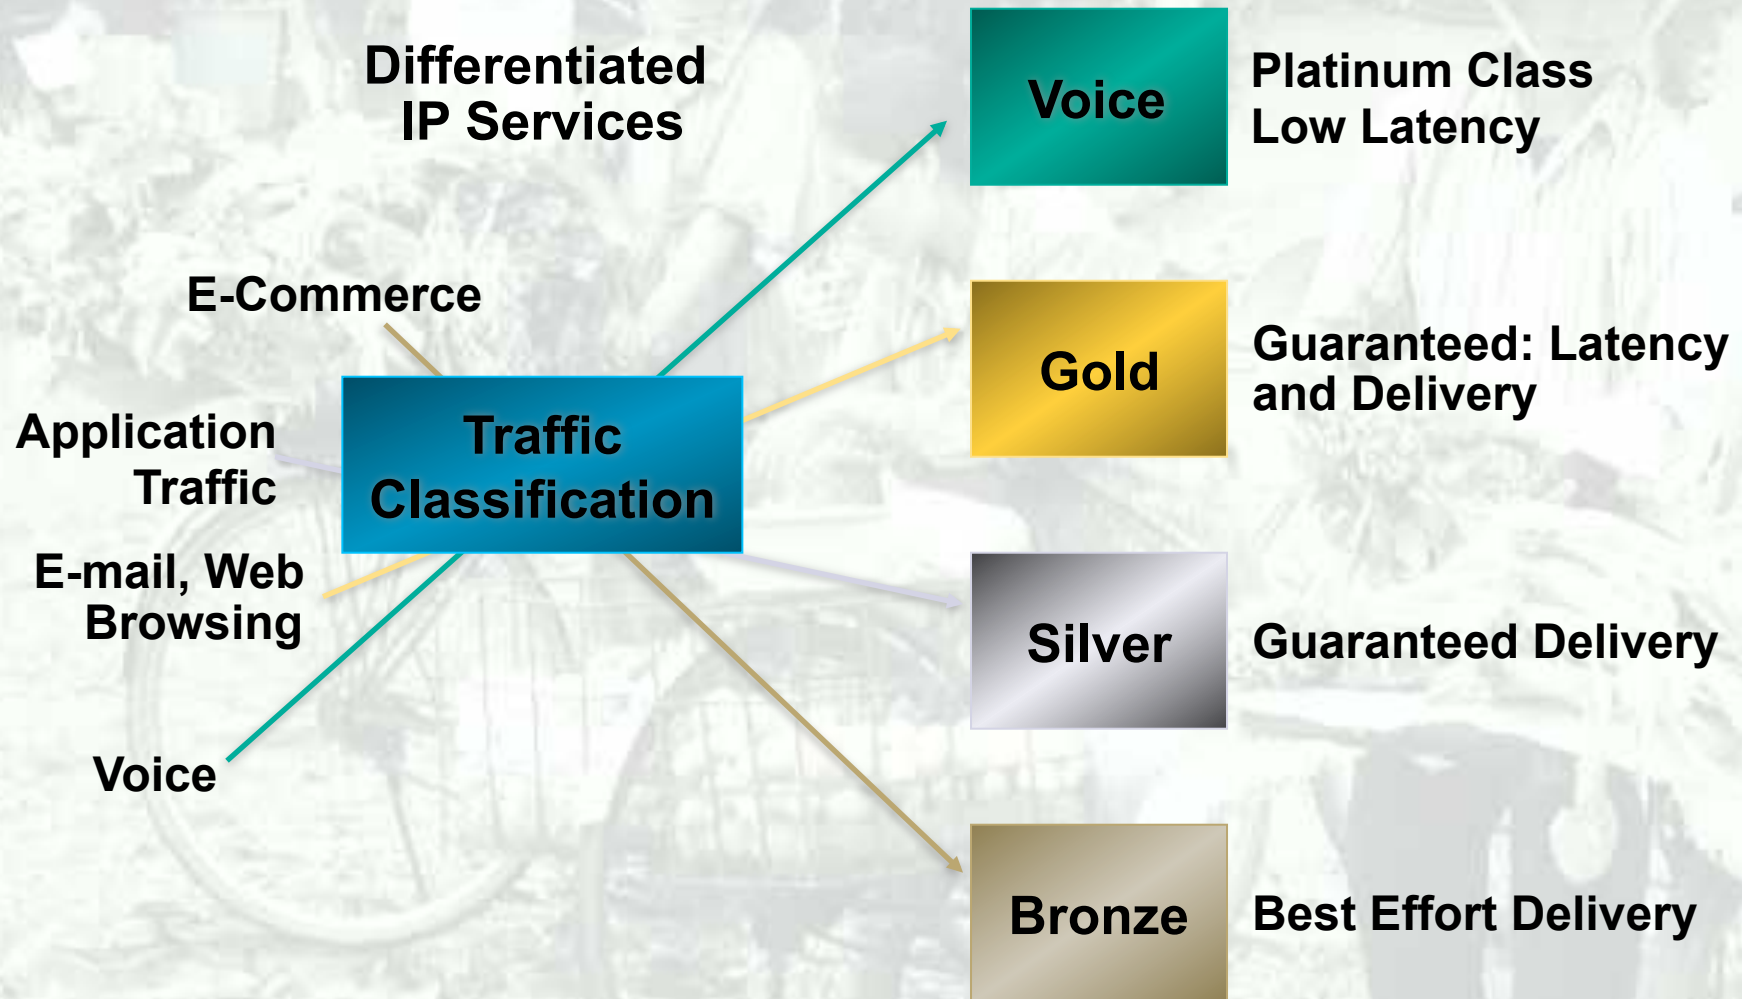 Differentiated
IP Services
Voice
Platinum Class
Low Latency
E-Commerce
Gold
Guaranteed: Latency
and Delivery
Application
Traffic
Traffic
Classification
E-mail, Web
Browsing
Silver
Guaranteed Delivery
Voice
Bronze
Best Effort Delivery